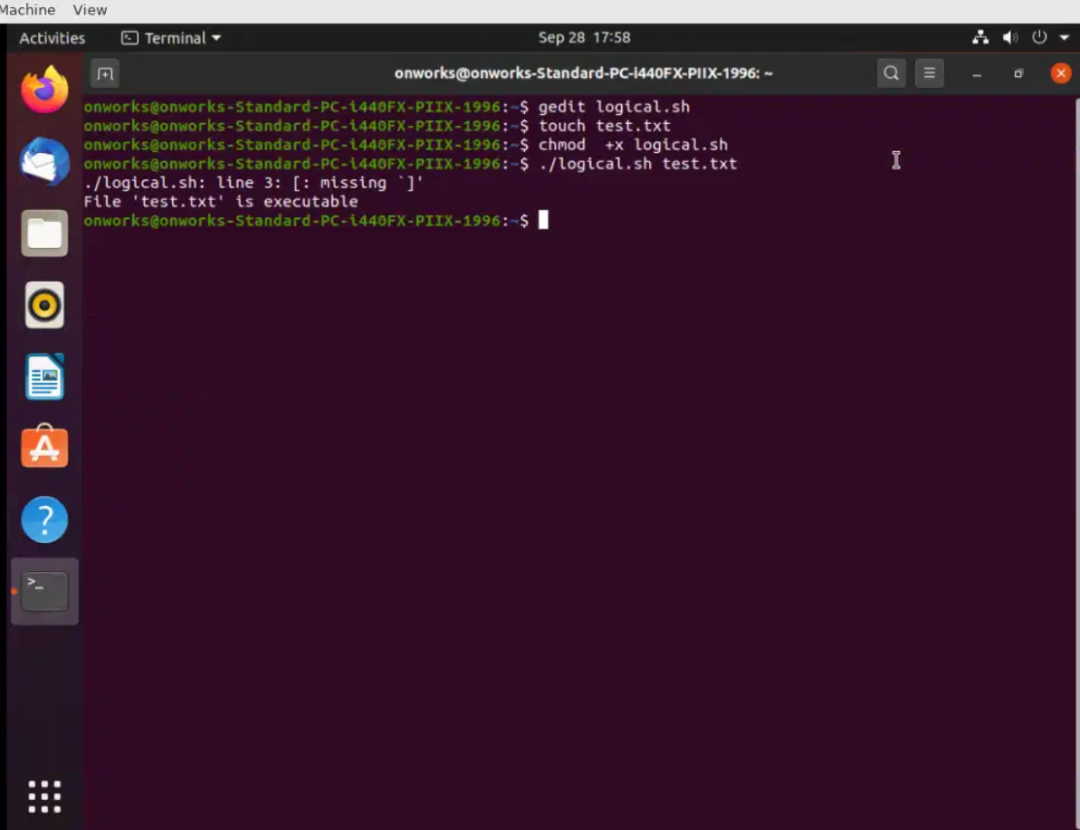 Machine View
Activities Terminal Sep 28 17:58
onworks@onworks-Standard-PC-i440FX-PIIX-1996: ~
onworks@onworks-Standard-PC-i440FX-PIIX-1996:~$ gedit logical.sh
onworks@onworks-Standard-PC-i440FX-PIIX-1996:~$ touch test.txt
onworks@onworks-Standard-PC-i440FX-PIIX-1996:~$ chmod  +x logical.sh
onworks@onworks-Standard-PC-i440FX-PIIX-1996:~$ ./logical.sh test.txt
./logical.sh: line 3: [: missing `]'
File 'test.txt' is executable
onworks@onworks-Standard-PC-i440FX-PIIX-1996:~$